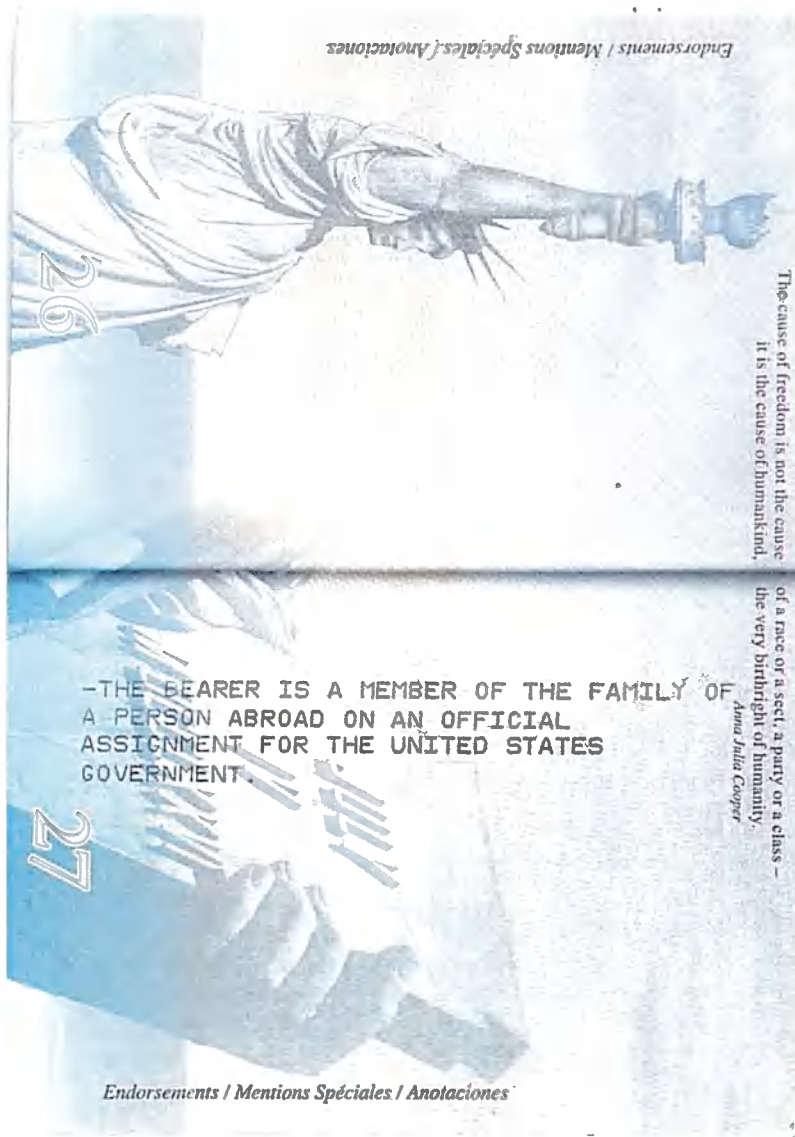 Endorsements / Mentions Spéciales / Anotaciones
26
The cause of freedom is not the cause of a race or a sect, a party or a class –
it is the cause of humankind, the very birthright of humanity.
Anna Julia Cooper
-THE BEARER IS A MEMBER OF THE FAMILY OF
A PERSON ABROAD ON AN OFFICIAL
ASSIGNMENT FOR THE UNITED STATES
GOVERNMENT.
27
Endorsements / Mentions Spéciales / Anotaciones